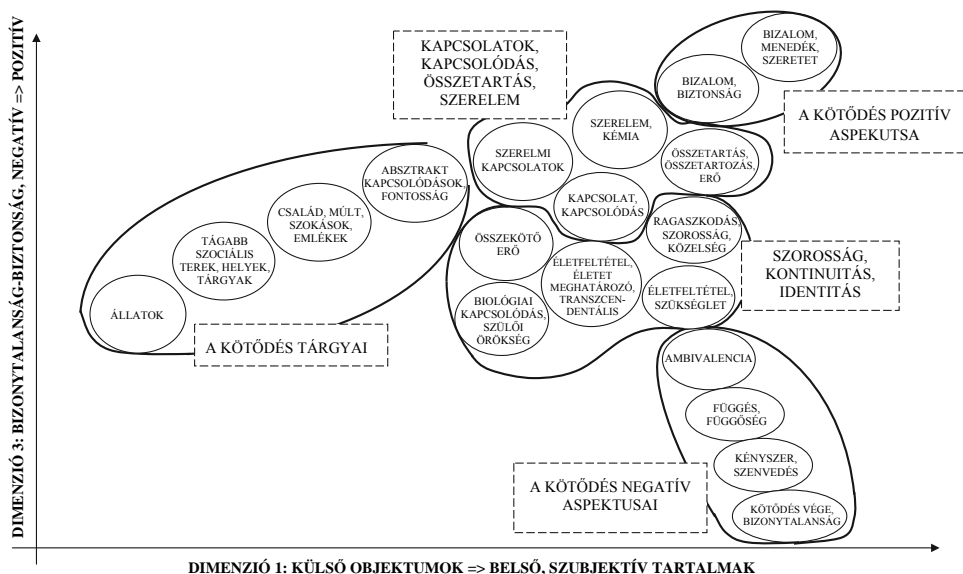 DIMENZIÓ 3: BIZONYTALANSÁG-BIZTONSÁG, NEGATÍV => POZITÍV
KAPCSOLATOK,
KAPCSOLÓDÁS,
ÖSSZETARTÁS,
SZERELEM
BIZALOM,
MENEDÉK,
SZERETET
BIZALOM,
BIZTONSÁG
A KÖTŐDÉS POZITÍV
ASPEKUTSA
SZERELEM,
KÉMIA
SZERELMI
KAPCSOLATOK
ÖSSZETARTÁS,
ÖSSZETARTOZÁS,
ERŐ
KAPCSOLAT,
KAPCSOLÓDÁS
ABSZTRAKT
KAPCSOLÓDÁSOK,
FONTOSSÁG
CSALÁD, MÚLT,
SZOKÁSOK,
EMLÉKEK
TÁGABB
SZOCIÁLIS
TEREK, HELYEK,
TÁRGYAK
ÁLLATOK
A KÖTŐDÉS TÁRGYAI
RAGASZKODÁS,
SZOROSSÁG,
KÖZELSÉG
ÖSSZEKÖTŐ
ERŐ
ÉLETFELTÉTEL,
ÉLETET
MEGHATÁROZÓ,
TRANSZCEN-
DENTÁLIS
ÉLETFELTÉTEL,
SZÜKSÉGLET
BIOLÓGIAI
KAPCSOLÓDÁS,
SZÜLŐI
ÖRÖKSÉG
SZOROSSÁG,
KONTINUITÁS,
IDENTITÁS
AMBIVALENCIA
FÜGGÉS,
FÜGGŐSÉG
KÉNYSZER,
SZENVEDÉS
KÖTŐDÉS VÉGE,
BIZONYTALANSÁG
A KÖTŐDÉS NEGATÍV
ASPEKTUSAI
DIMENZIÓ 1: KÜLSŐ OBJEKTUMOK => BELSŐ, SZUBJEKTÍV TARTALMAK